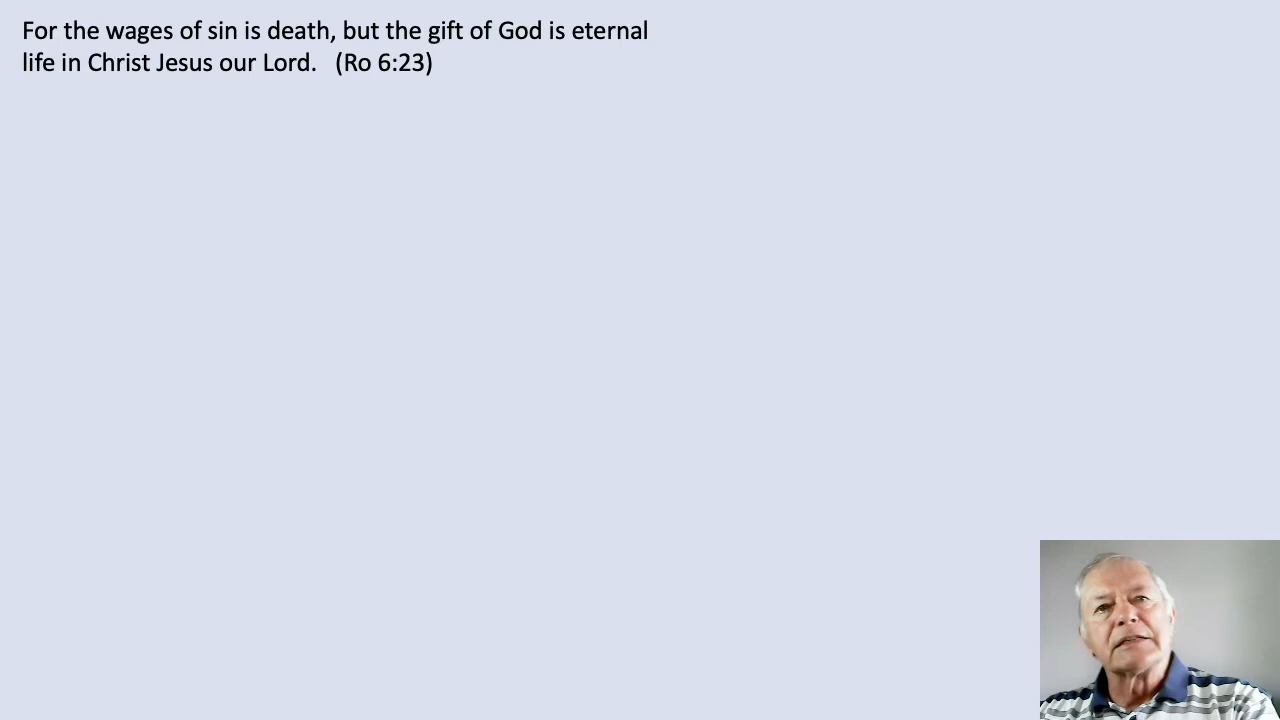 For the wages of sin is death, but the gift of God is eternal
life in Christ Jesus our Lord.   (Ro 6:23)